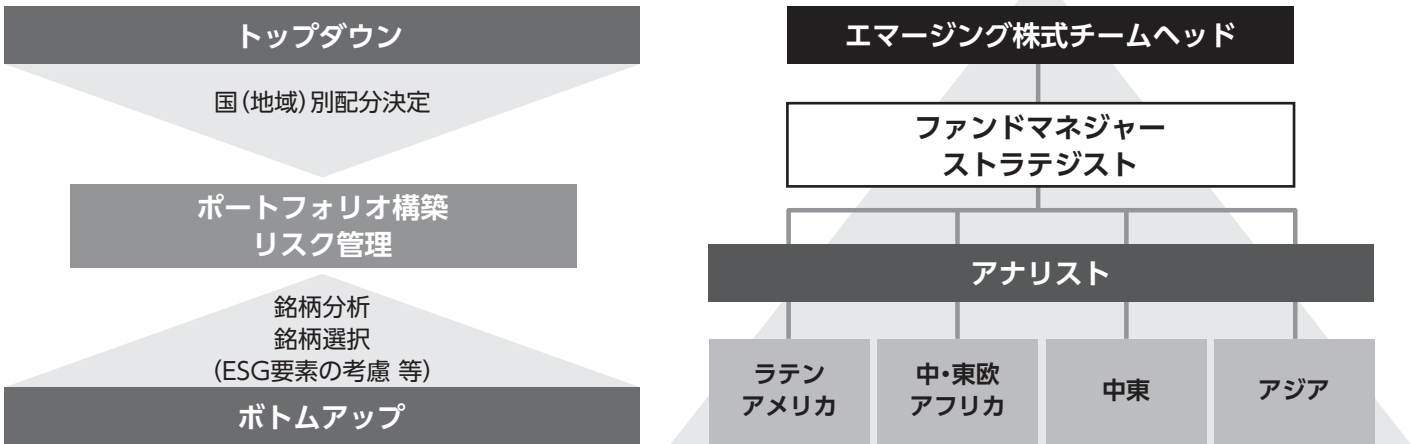 トップダウン
国(地域)別配分決定
ポートフォリオ構築
リスク管理
銘柄分析
銘柄選択
(ESG要素の考慮 等)
ボトムアップ
エマージング株式チームヘッド
ファンドマネジャー
ストラテジスト
アナリスト
ラテン
アメリカ
中・東欧
アフリカ
中東
アジア